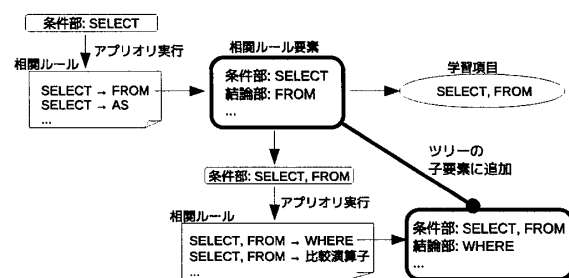 条件部: SELECT
アプリオリ実行
相関ルール
SELECT → FROM
SELECT → AS
...
相関ルール要素
条件部: SELECT
結論部: FROM
...
学習項目
SELECT, FROM
ツリーの
子要素に追加
条件部: SELECT, FROM
アプリオリ実行
相関ルール
SELECT, FROM → WHERE
SELECT, FROM → 比較演算子
...
条件部: SELECT, FROM
結論部: WHERE
...